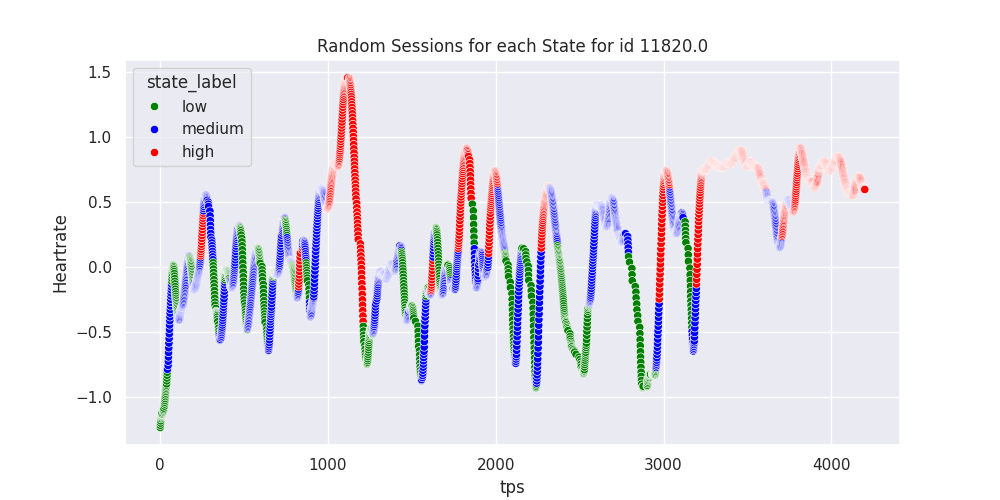 Random Sessions for each State for id 11820.0
state_label
low
medium
high
1.5
1.0
0.5
0.0
−0.5
−1.0
Heartrate
0 1000 2000 3000 4000
tps